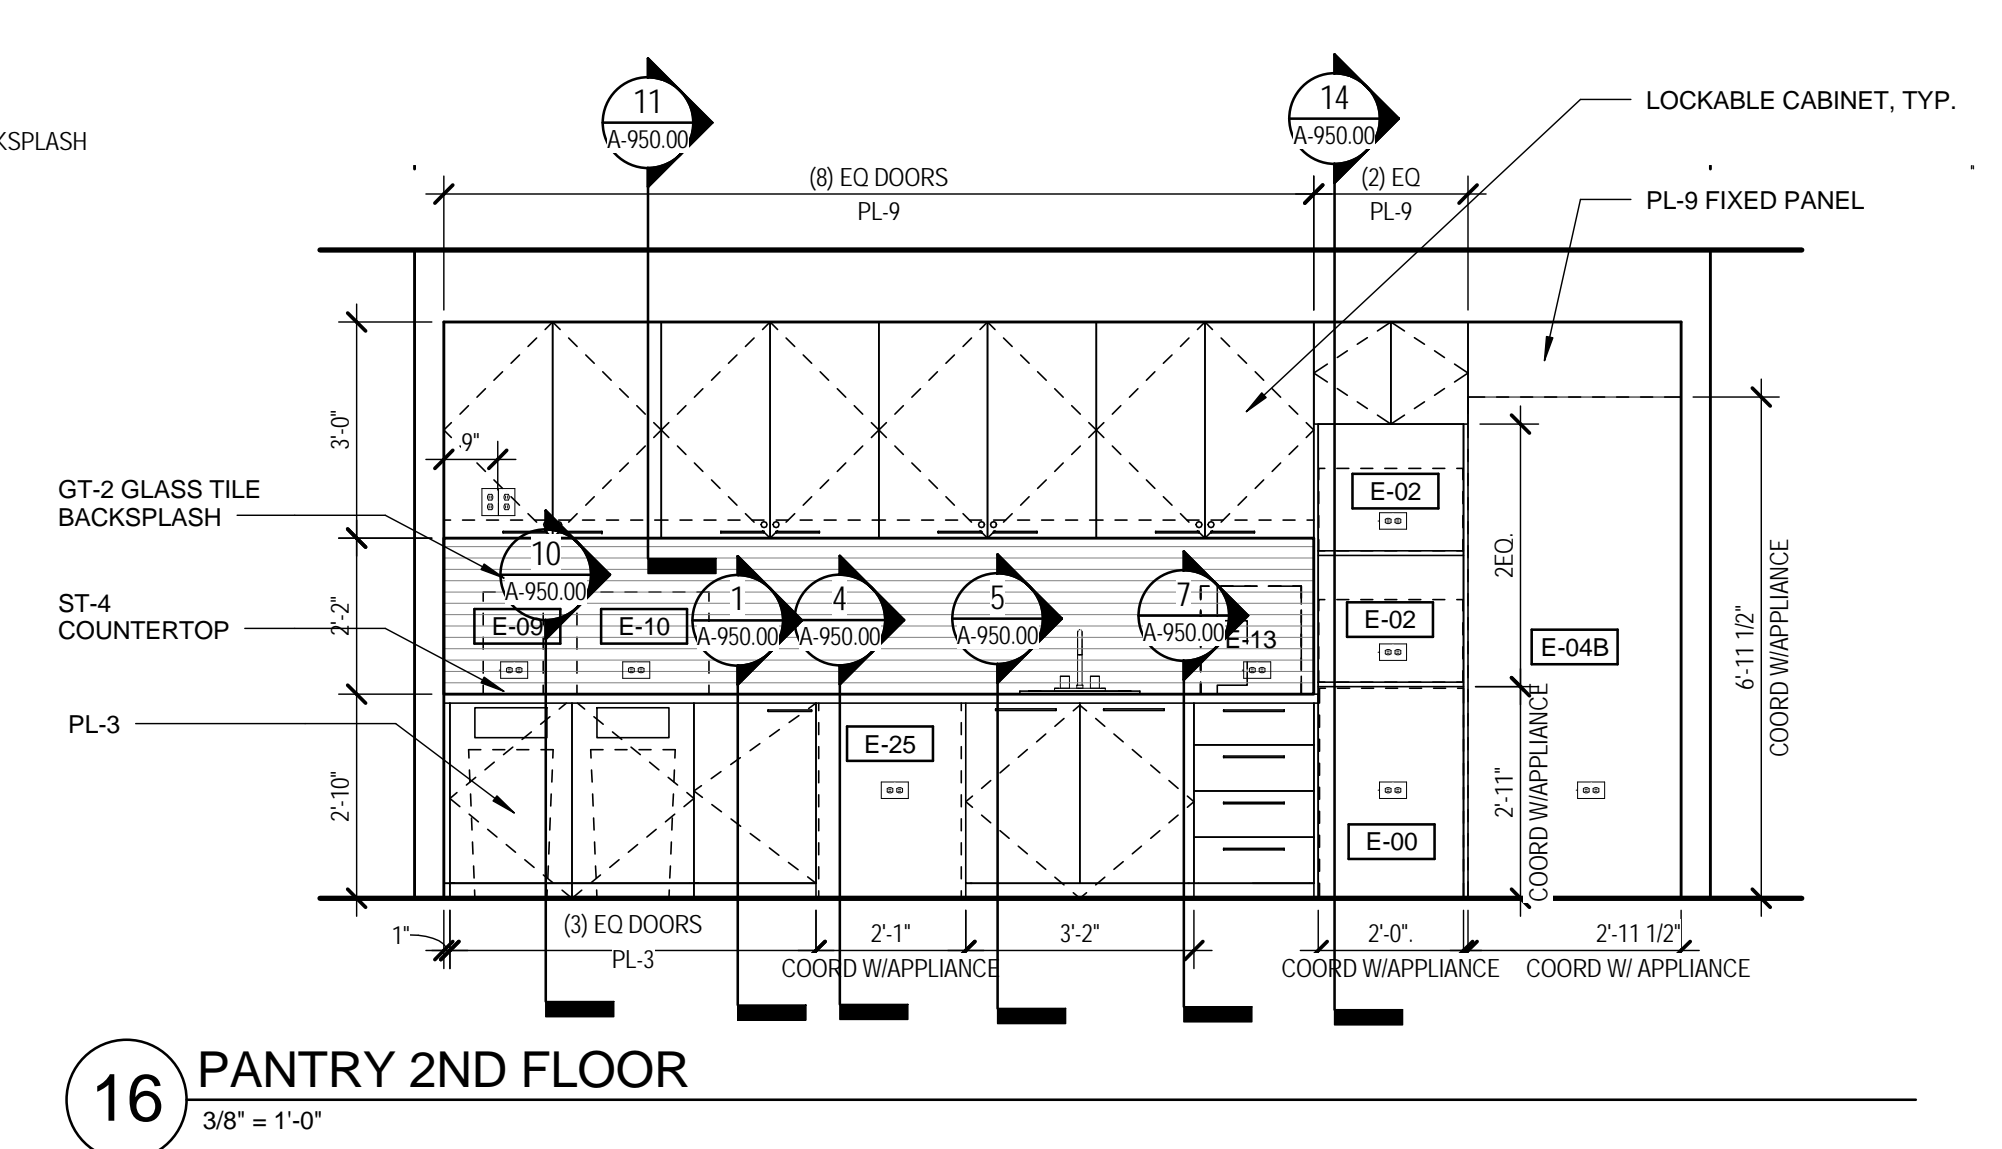 KSPLASH
11
A-950.00
14
A-950.00
LOCKABLE CABINET, TYP.
(8) EQ DOORS
PL-9
(2) EQ
PL-9
PL-9 FIXED PANEL
3'-0"
9"
GT-2 GLASS TILE
BACKSPLASH
E-02
10
A-950.00
2EQ.
ST-4
COUNTERTOP
2'-2"
E-09
E-10
1
A-950.00
4
A-950.00
5
A-950.00
7
A-950.00
E-13
E-02
E-04B
6'-11 1/2"
COORD W/APPLIANCE
PL-3
E-25
2'-10"
2'-11"
COORD W/APPLIANCE
E-00
1"
(3) EQ DOORS
PL-3
2'-1"
COORD W/APPLIANCE
3'-2"
2'-0".
COORD W/APPLIANCE
2'-11 1/2"
COORD W/ APPLIANCE
16
PANTRY 2ND FLOOR
3/8" = 1'-0"